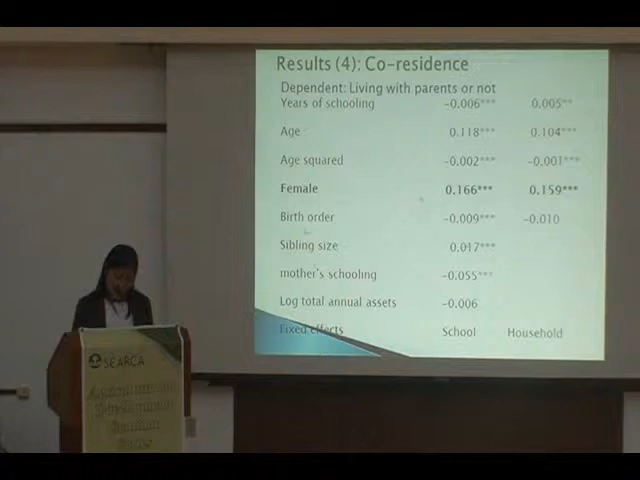 Results (4): Co-residence
Dependent: Living with parents or not
Years of schooling -0.006*** 0.005**
Age 0.118*** 0.104***
Age squared -0.002*** -0.001***
Female 0.166*** 0.159***
Birth order -0.009*** -0.010
Sibling size 0.017***
mother's schooling -0.055***
Log total annual assets -0.006
Fixed effects School Household
SEARCA